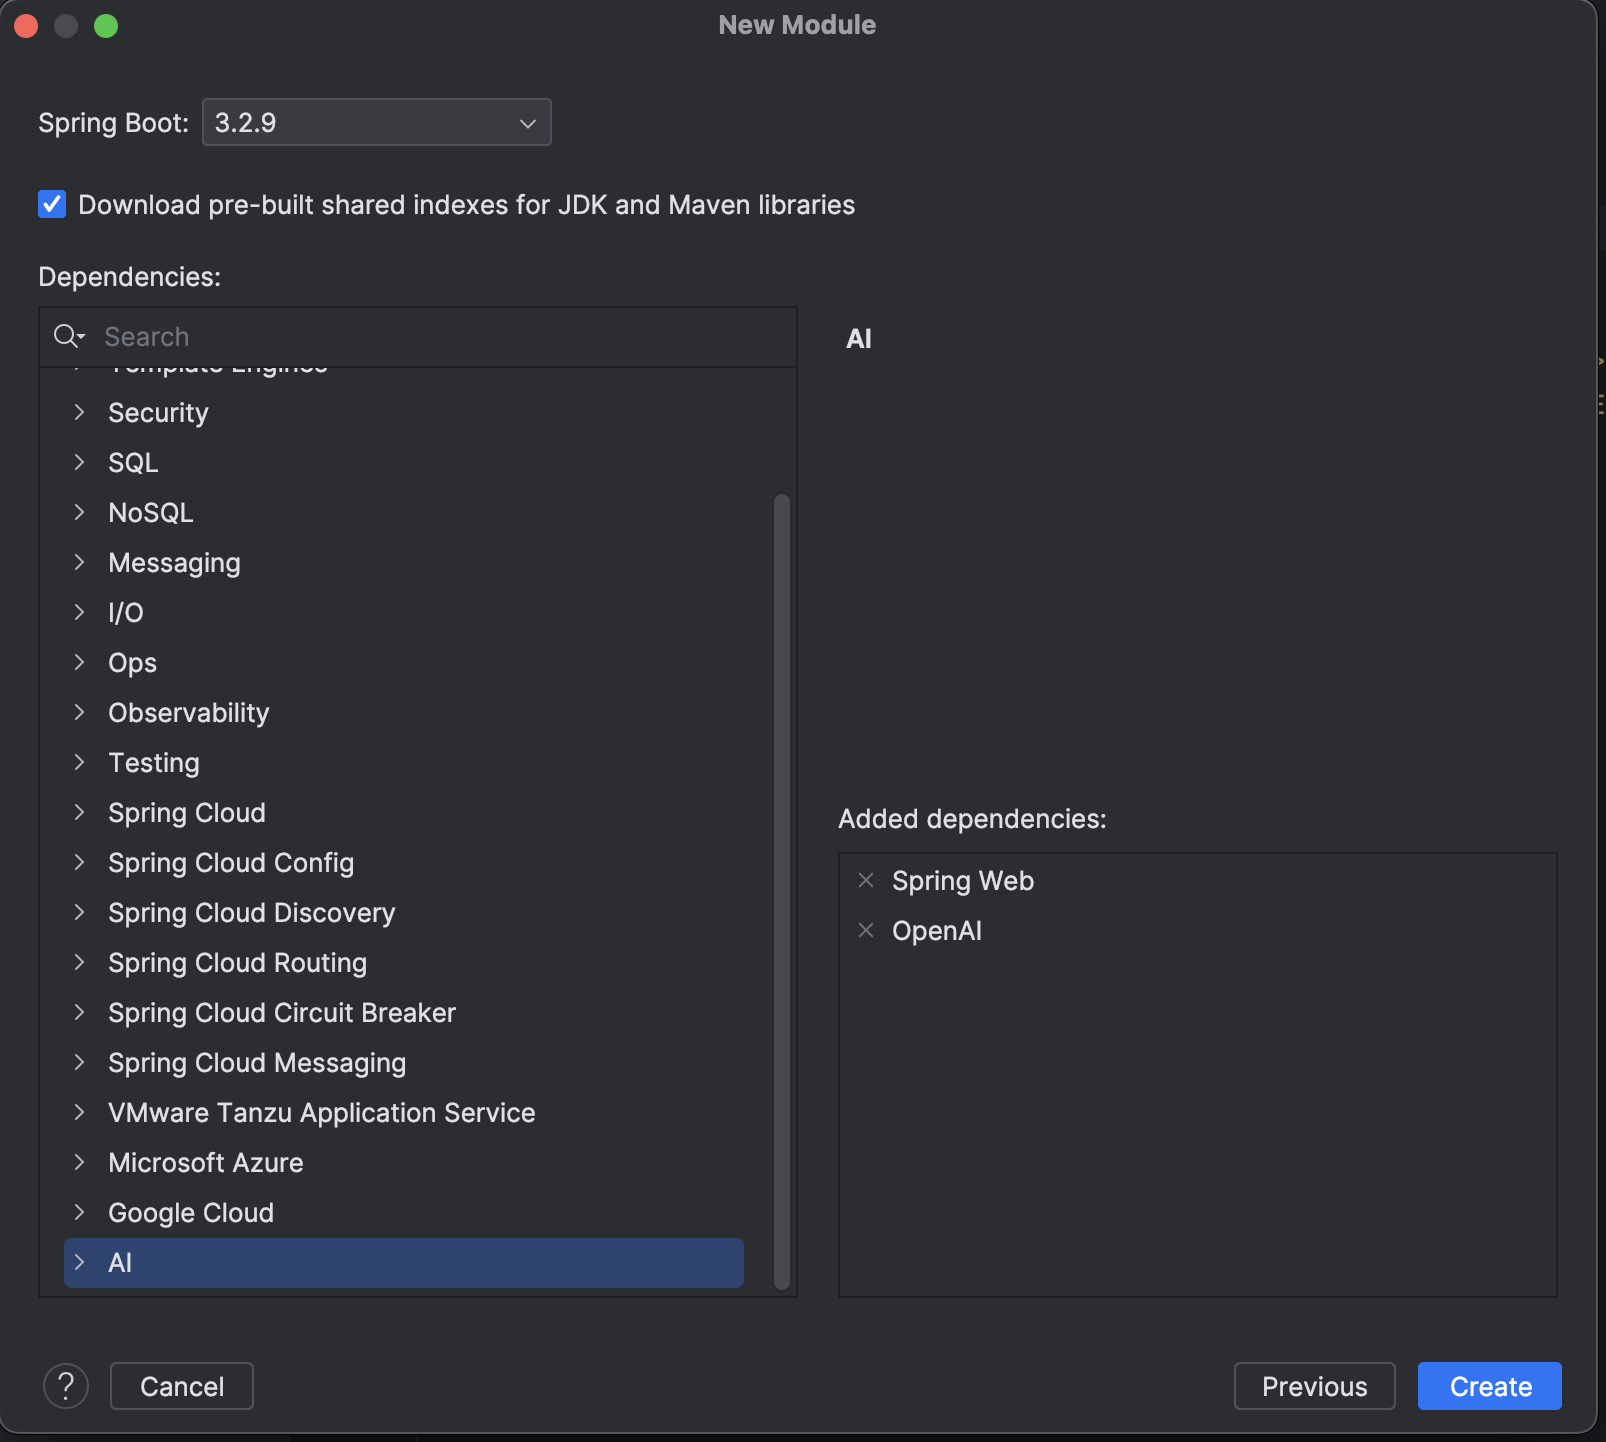 New Module
Spring Boot:
3.2.9
Download pre-built shared indexes for JDK and Maven libraries
Dependencies:
Search
Template Engines
Security
SQL
NoSQL
Messaging
I/O
Ops
Observability
Testing
Spring Cloud
Spring Cloud Config
Spring Cloud Discovery
Spring Cloud Routing
Spring Cloud Circuit Breaker
Spring Cloud Messaging
VMware Tanzu Application Service
Microsoft Azure
Google Cloud
AI
AI
Added dependencies:
Spring Web
OpenAI
?
Cancel
Previous
Create